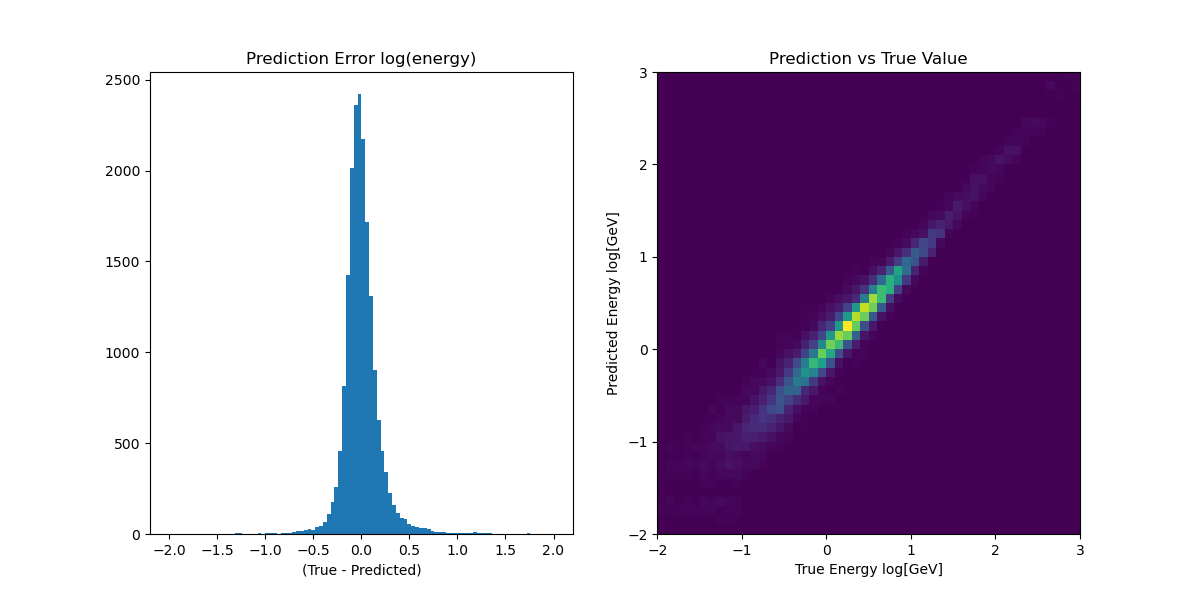 Prediction Error log(energy)
2500
2000
1500
1000
500
0
−2.0 −1.5 −1.0 −0.5 0.0 0.5 1.0 1.5 2.0
(True - Predicted)
Prediction vs True Value
Predicted Energy log[GeV]
3
2
1
0
−1
−2
−2 −1 0 1 2 3
True Energy log[GeV]